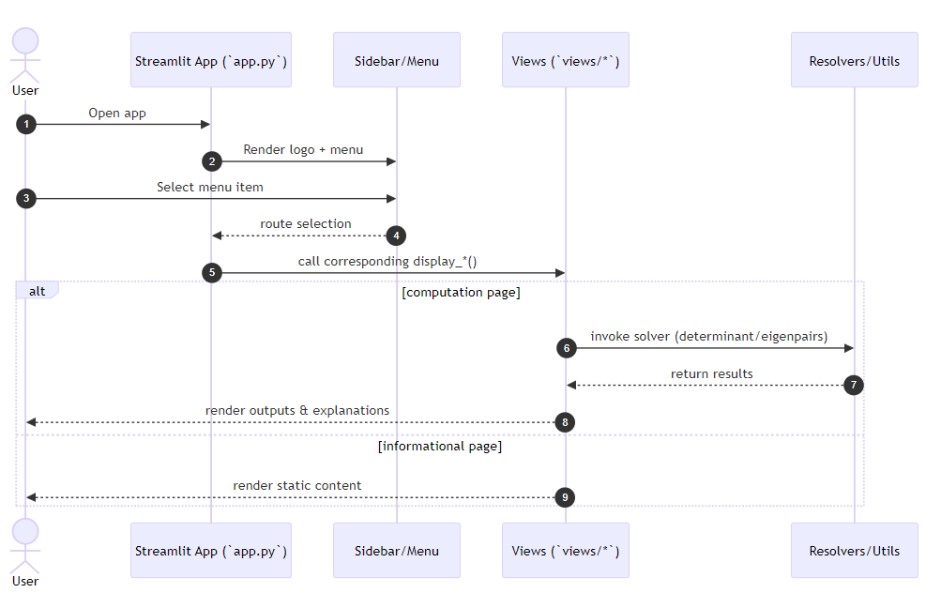 Streamlit App (`app.py`)
Sidebar/Menu
Views (`views/*`)
Resolvers/Utils
User
Open app
1
Render logo + menu
2
Select menu item
3
route selection
4
call corresponding display_*()
5
alt
[computation page]
invoke solver (determinant/eigenpairs)
6
return results
7
render outputs & explanations
8
[informational page]
render static content
9
Streamlit App (`app.py`)
Sidebar/Menu
Views (`views/*`)
Resolvers/Utils
User